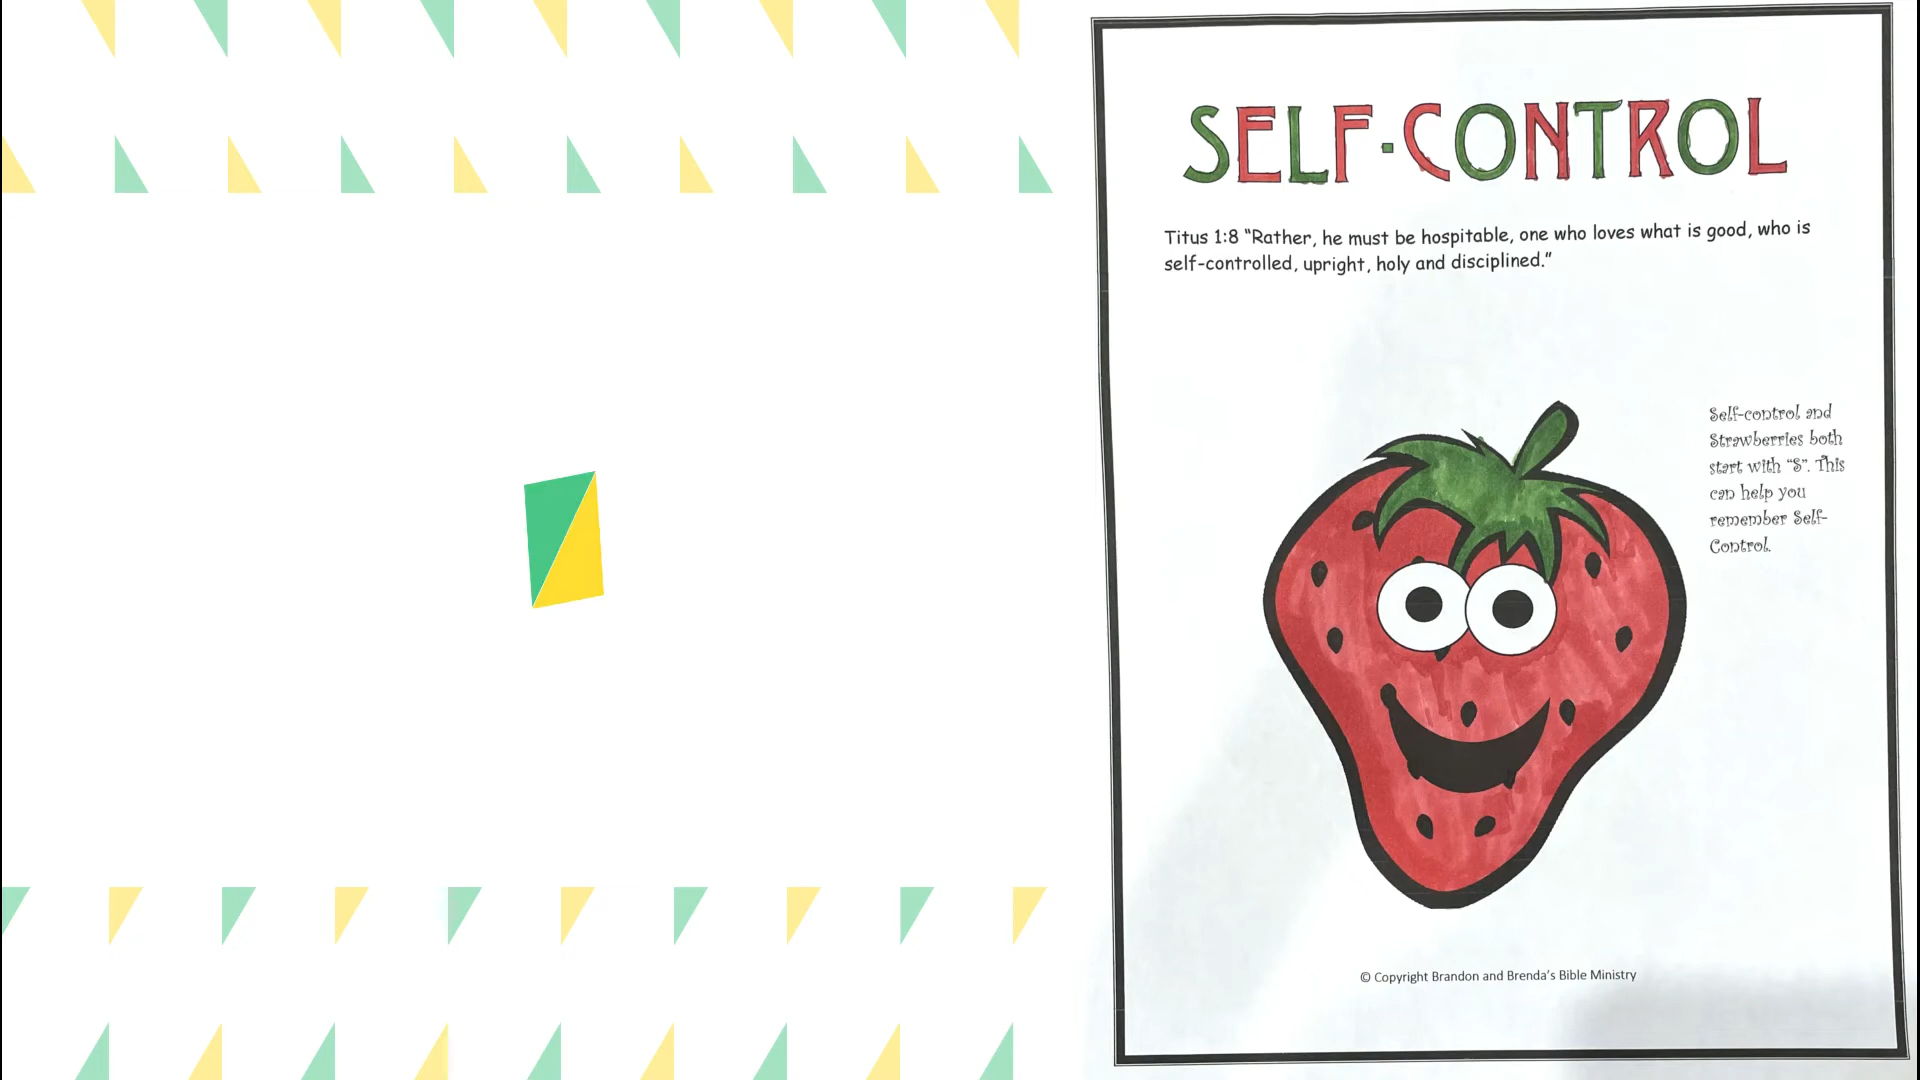 SELF-CONTROL
Titus 1:8 “Rather, he must be hospitable, one who loves what is good, who is
self-controlled, upright, holy and disciplined.”
Self-control and
Strawberries both
start with “S”. This
can help you
remember Self-
Control.
© Copyright Brandon and Brenda’s Bible Ministry